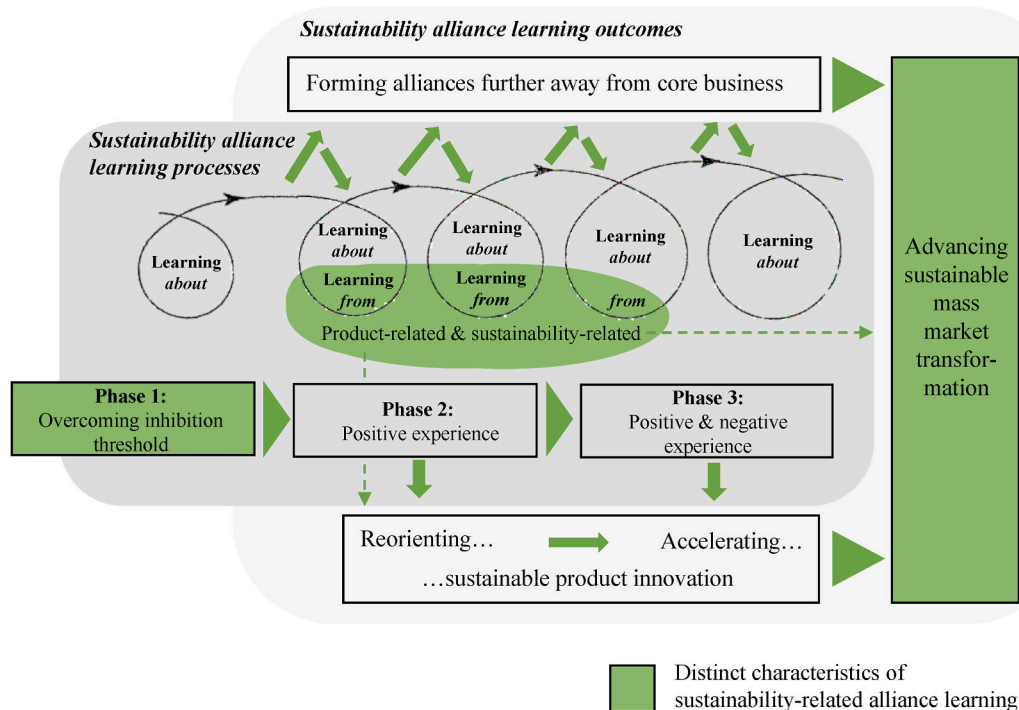 Sustainability alliance learning outcomes
Forming alliances further away from core business
Sustainability alliance
learning processes
Learning
about
Learning
about
Learning
from
Learning
about
Learning
from
Learning
about
from
Learning
about
Product-related & sustainability-related
Advancing
sustainable
mass
market
transfor-
mation
Phase 1:
Overcoming inhibition
threshold
Phase 2:
Positive experience
Phase 3:
Positive & negative
experience
Reorienting…
Accelerating…
…sustainable product innovation
Distinct characteristics of
sustainability-related alliance learning